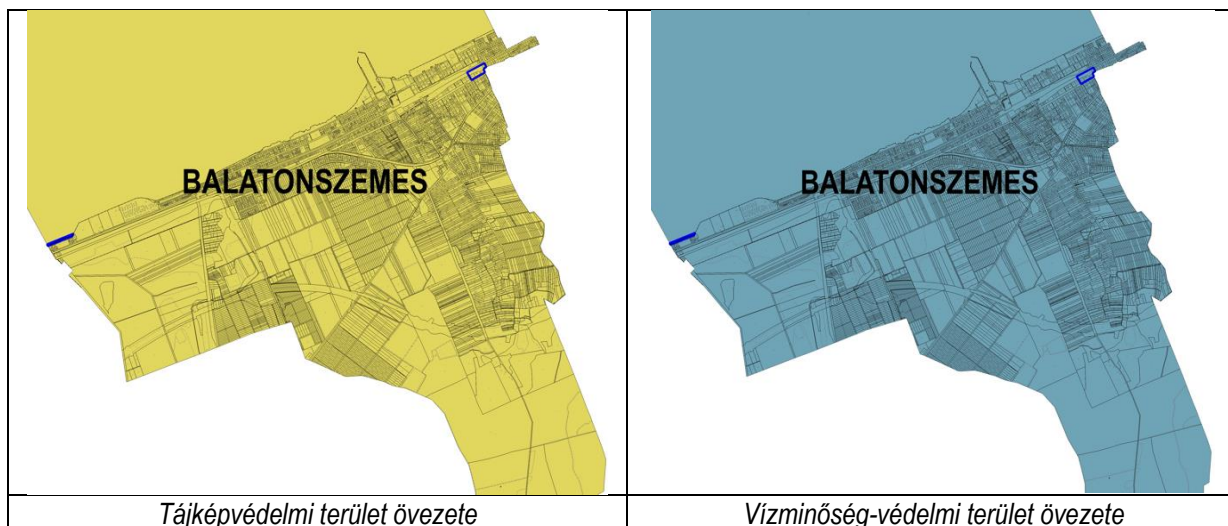 BALATONSZEMES
BALATONSZEMES
Tájképvédelmi terület övezete
Vízminőség-védelmi terület övezete